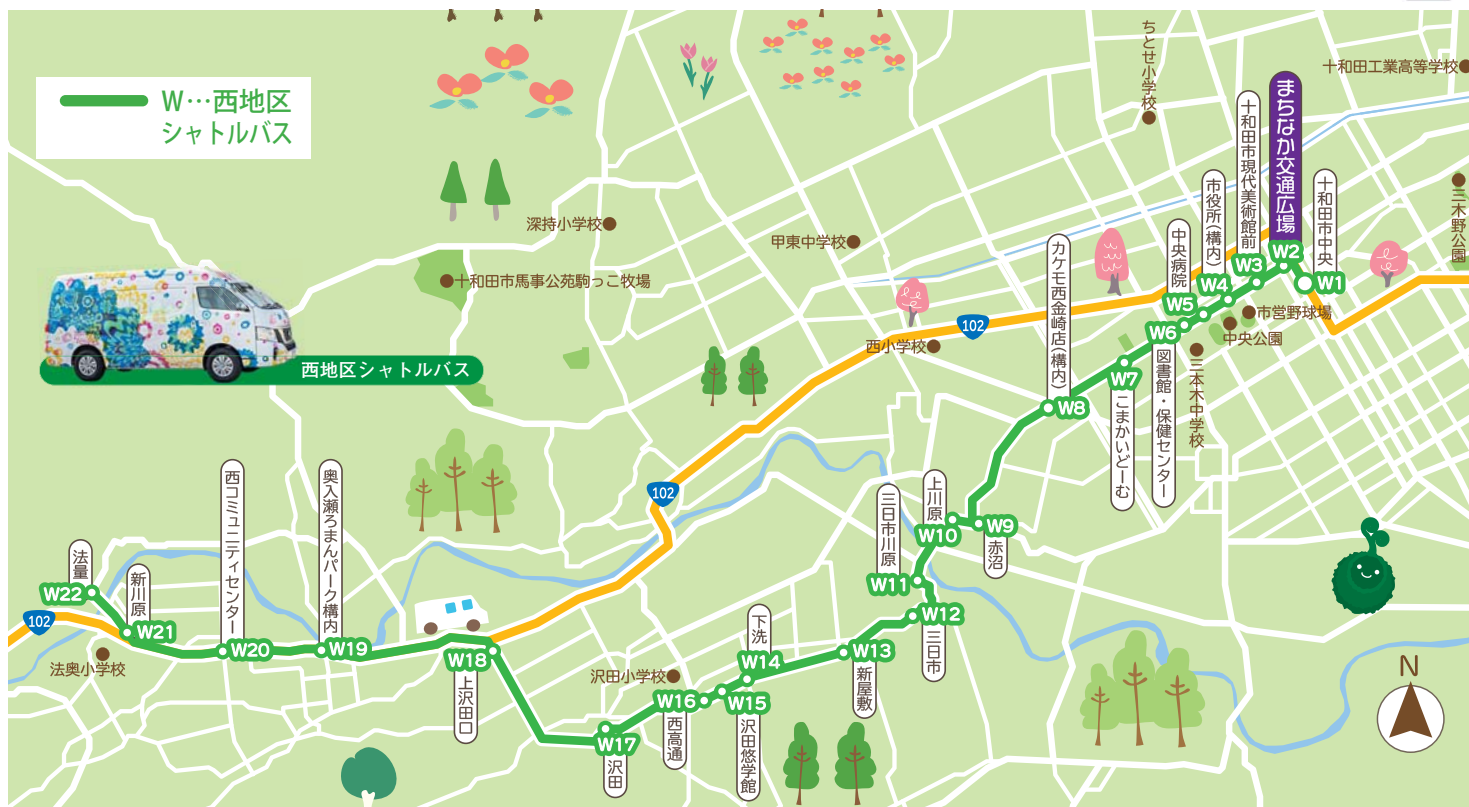 W…西地区
シャトルバス
西地区シャトルバス
ちとせ小学校
十和田工業高等学校
三木野公園
深持小学校
甲東中学校
十和田市馬事公苑駒っこ牧場
西小学校
市営野球場
中央公園
三本木中学校
沢田小学校
法奥小学校
102
102
102
十和田市中央
W1
まちなか交通広場
W2
十和田市現代美術館前
W3
市役所(構内)
W4
中央病院
W5
W6
図書館・保健センター
W7
こまかいどーむ
カケモ西金崎店(構内)
W8
W9
赤沼
上川原
W10
三日市川原
W11
W12
三日市
W13
新屋敷
下洗
W14
W15
沢田悠学館
W16
西高通
W17
沢田
W18
上沢田口
奥入瀬ろまんパーク構内
W19
西コミュニティセンター
W20
新川原
W21
法量
W22
N